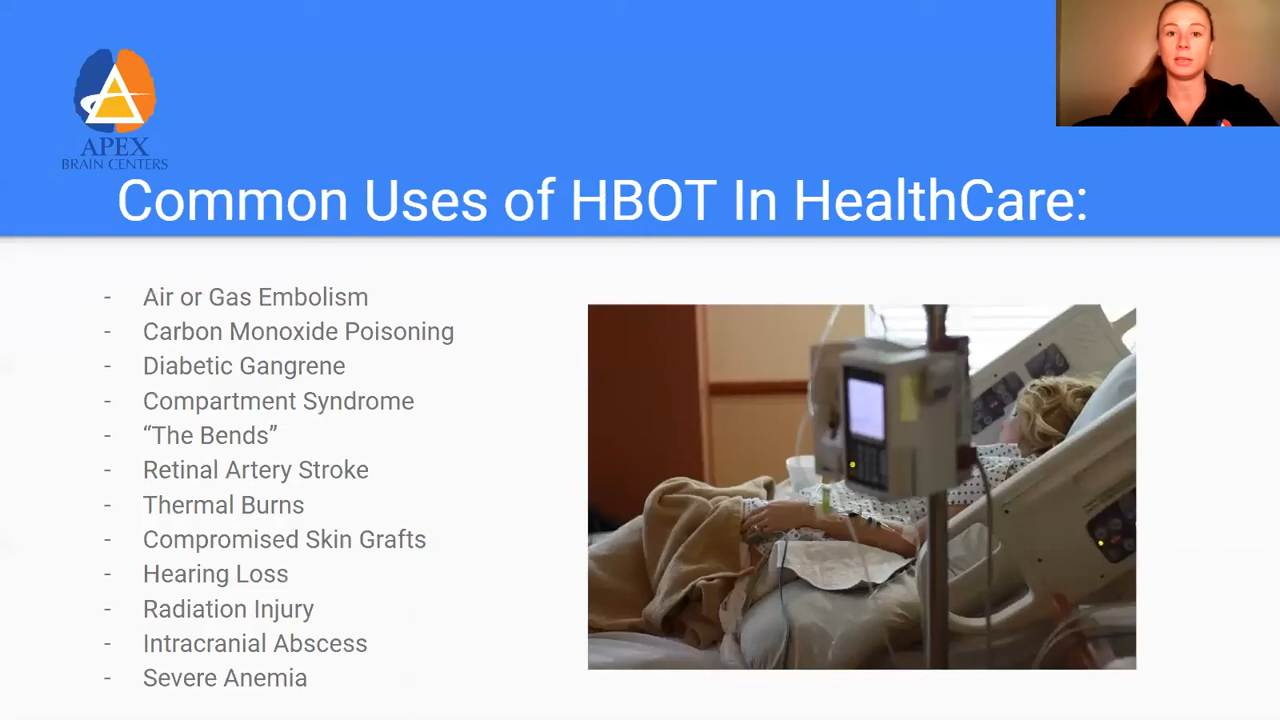 APEX
BRAIN CENTERS
Common Uses of HBOT In HealthCare:
- Air or Gas Embolism
- Carbon Monoxide Poisoning
- Diabetic Gangrene
- Compartment Syndrome
- “The Bends”
- Retinal Artery Stroke
- Thermal Burns
- Compromised Skin Grafts
- Hearing Loss
- Radiation Injury
- Intracranial Abscess
- Severe Anemia